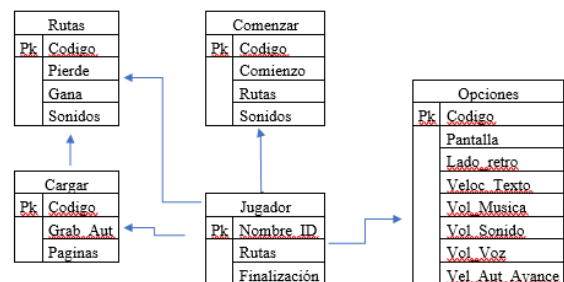 Rutas
Pk Codigo
Pierde
Gana
Sonidos
Comenzar
Pk Codigo
Comienzo
Rutas
Sonidos
Opciones
Pk Codigo
Pantalla
Lado_retro
Veloc_Texto
Vol_Musica
Vol_Sonido
Vol_Voz
Vel_Aut_Avance
Cargar
Pk Codigo
Grab_Aut
Paginas
Jugador
Pk Nombre_ID
Rutas
Finalización